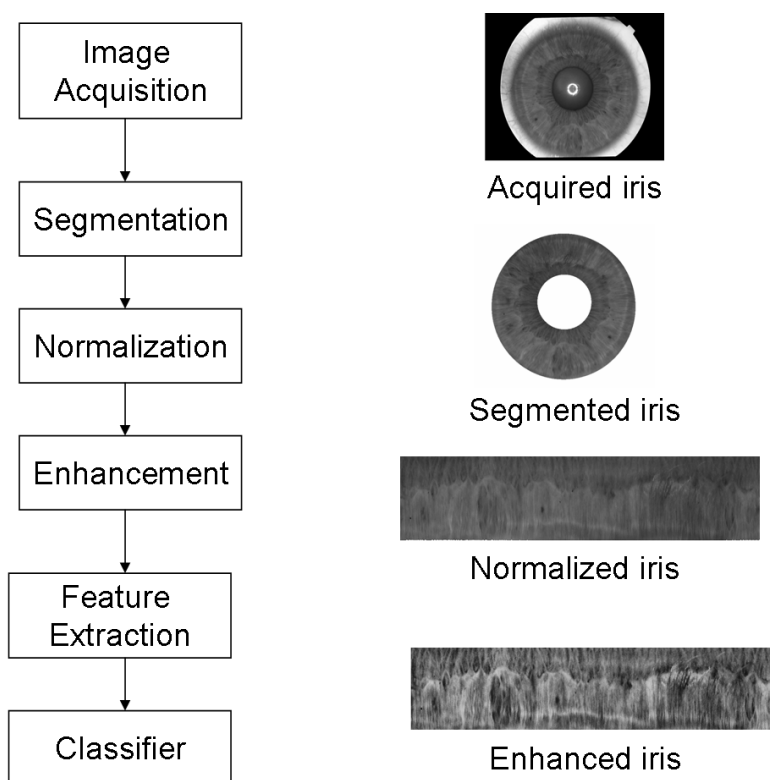 Image
Acquisition
Segmentation
Normalization
Enhancement
Feature
Extraction
Classifier
Acquired iris
Segmented iris
Normalized iris
Enhanced iris